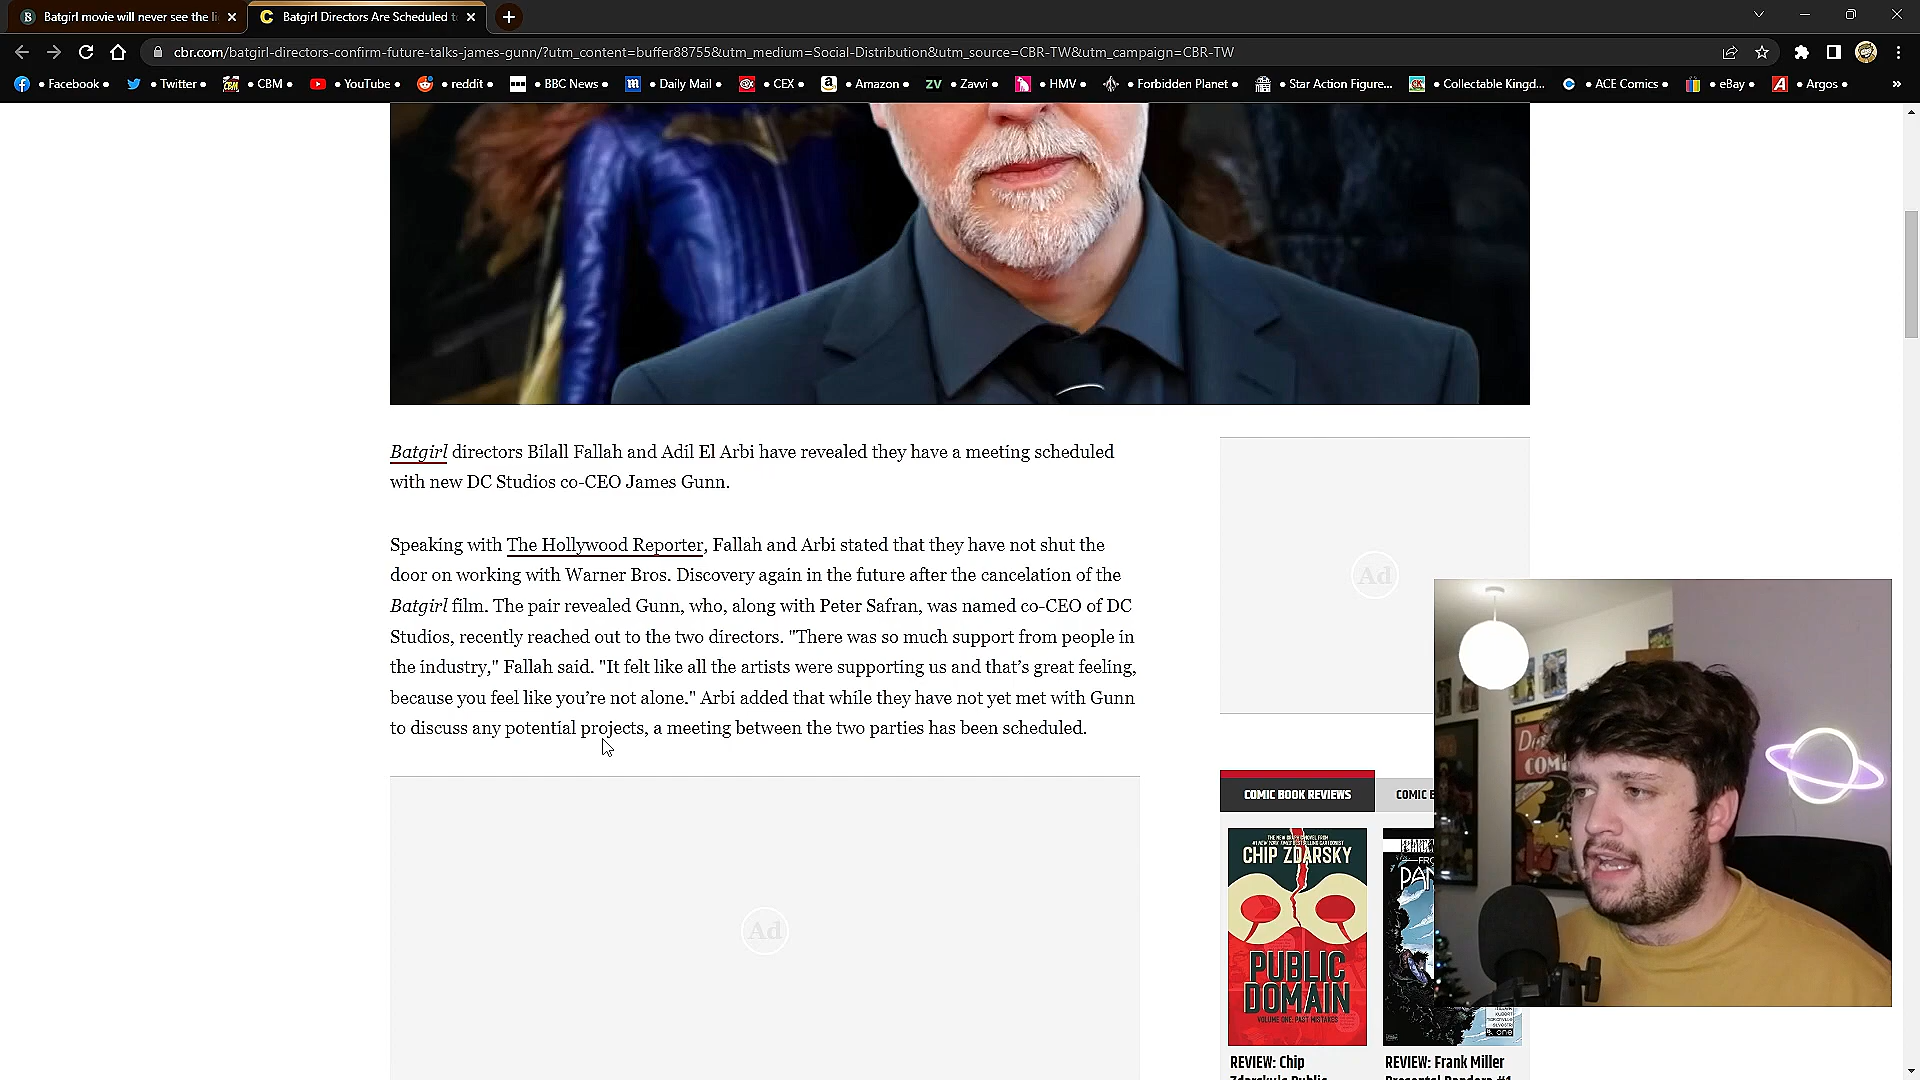 Batgirl movie will never see the li
Batgirl Directors Are Scheduled t
cbr.com/batgirl-directors-confirm-future-talks-james-gunn/?utm_content=buffer88755&utm_medium=Social-Distribution&utm_source=CBR-TW&utm_campaign=CBR-TW
• Facebook • • Twitter • • CBM • • YouTube • • reddit • • BBC News • • Daily Mail • • CEX • • Amazon • ZV • Zavvi • • HMV • • Forbidden Planet • • Star Action Figure... • Collectable Kingd... • ACE Comics • • eBay • • Argos • »
Batgirl directors Bilall Fallah and Adil El Arbi have revealed they have a meeting scheduled
with new DC Studios co-CEO James Gunn.
Speaking with The Hollywood Reporter, Fallah and Arbi stated that they have not shut the
door on working with Warner Bros. Discovery again in the future after the cancelation of the
Batgirl film. The pair revealed Gunn, who, along with Peter Safran, was named co-CEO of DC
Studios, recently reached out to the two directors. "There was so much support from people in
the industry," Fallah said. "It felt like all the artists were supporting us and that’s great feeling,
because you feel like you’re not alone." Arbi added that while they have not yet met with Gunn
to discuss any potential projects, a meeting between the two parties has been scheduled.
Ad
Ad
COMIC BOOK REVIEWS
COMIC B
CHIP ZDARSKY
PUBLIC
DOMAIN
VOLUME ONE: PAST MISTAKES
REVIEW: Chip
Zdarsky's Public
REVIEW: Frank Miller